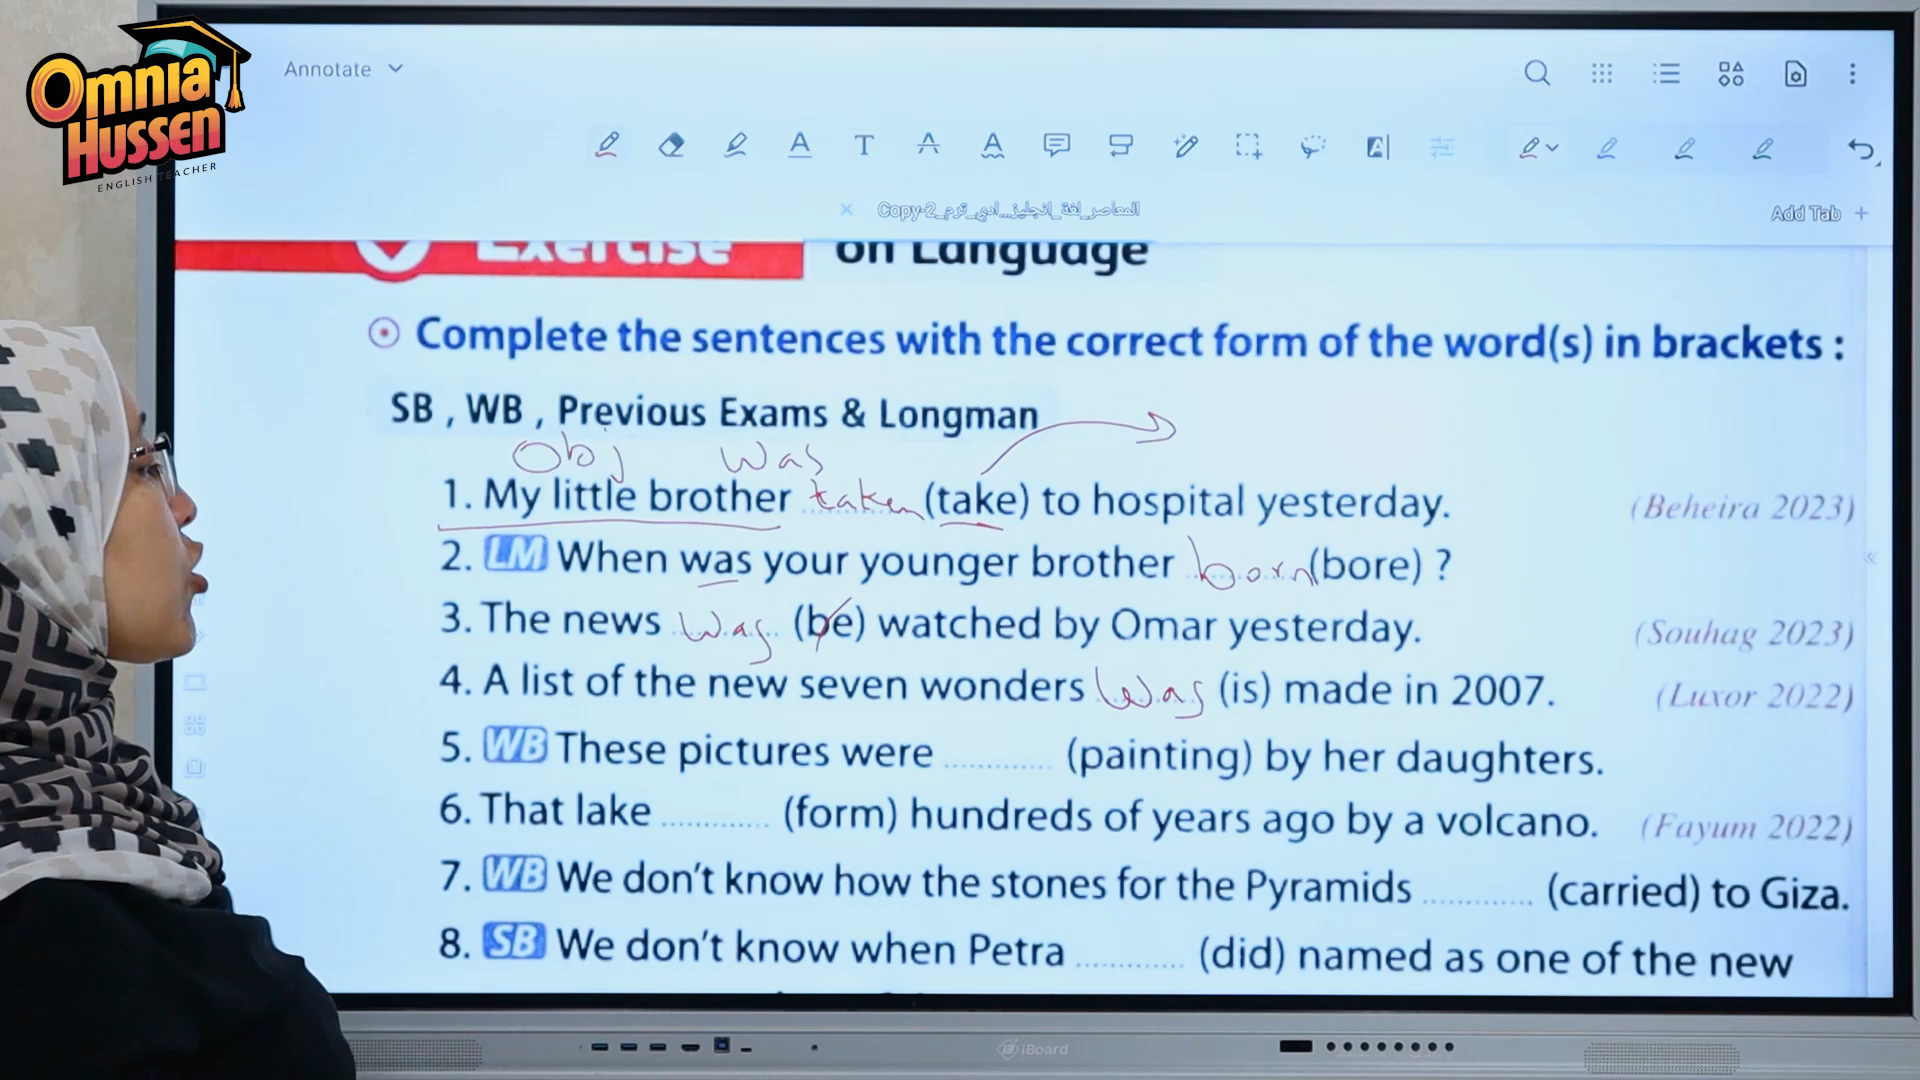 Omnia
Hussen
ENGLISH TEACHER
Annotate
المعاصر_لغة_إنجليز...ادي_ترم_2-Copy
Add Tab +
Exercise on Language
Complete the sentences with the correct form of the word(s) in brackets :
SB , WB , Previous Exams & Longman
Obj was
1. My little brother taken (take) to hospital yesterday. (Beheira 2023)
2. LM When was your younger brother born (bore) ?
3. The news was (be) watched by Omar yesterday. (Souhag 2023)
4. A list of the new seven wonders was (is) made in 2007. (Luxor 2022)
5. WB These pictures were ............ (painting) by her daughters.
6. That lake ............ (form) hundreds of years ago by a volcano. (Fayum 2022)
7. WB We don't know how the stones for the Pyramids ............ (carried) to Giza.
8. SB We don't know when Petra ............ (did) named as one of the new
iBoard